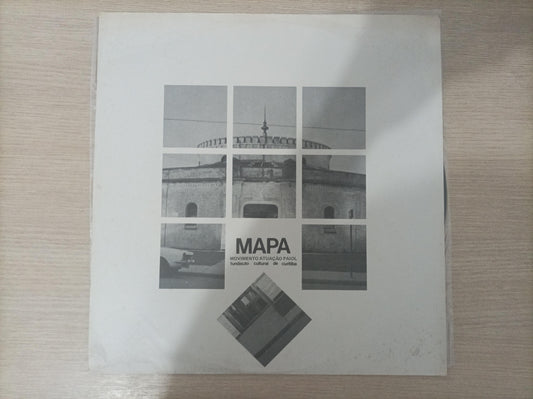 MAPA
MOVIMENTO ATUAÇÃO PAIOL
fundação cultural de curitiba